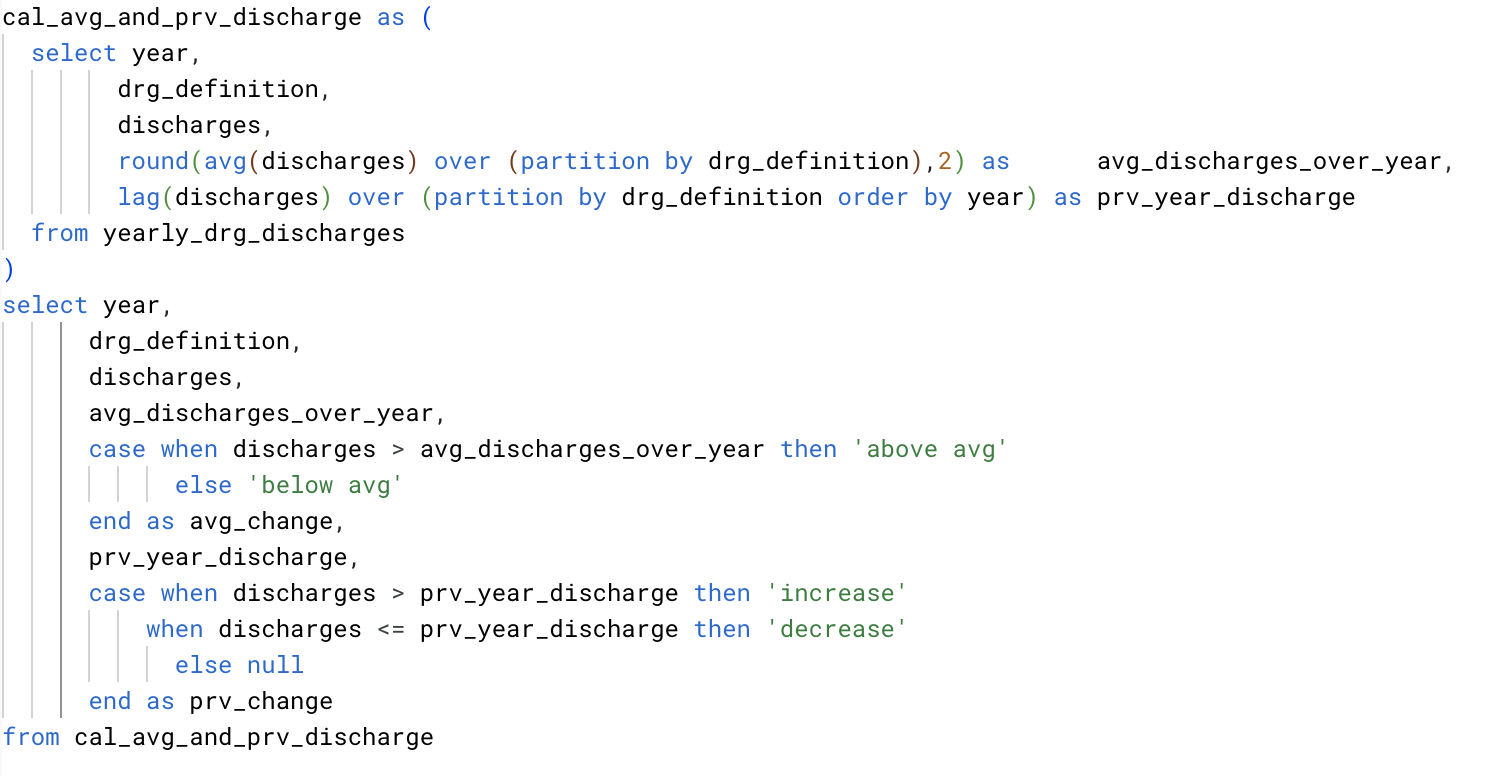 cal_avg_and_prv_discharge as (
  select year,
        drg_definition,
        discharges,
        round(avg(discharges) over (partition by drg_definition),2) as      avg_discharges_over_year,
        lag(discharges) over (partition by drg_definition order by year) as prv_year_discharge
  from yearly_drg_discharges
)
select year,
      drg_definition,
      discharges,
      avg_discharges_over_year,
      case when discharges > avg_discharges_over_year then 'above avg'
            else 'below avg'
      end as avg_change,
      prv_year_discharge,
      case when discharges > prv_year_discharge then 'increase'
          when discharges <= prv_year_discharge then 'decrease'
            else null
      end as prv_change
from cal_avg_and_prv_discharge